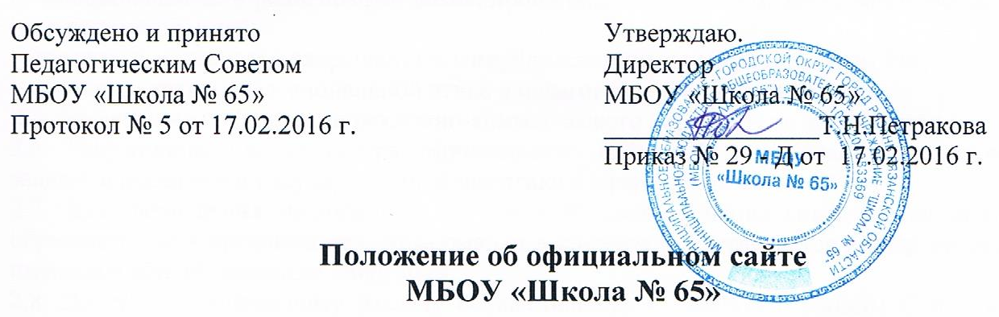 Обсуждено и принято
Педагогическим Советом
МБОУ «Школа № 65»
Протокол № 5 от 17.02.2016 г.
Утверждаю.
Директор
МБОУ «Школа № 65»
Т.Н.Петракова
Приказ № 29 - Д от 17.02.2016 г.
МБОУ
«Школа № 65»
Положение об официальном сайте
МБОУ «Школа № 65»